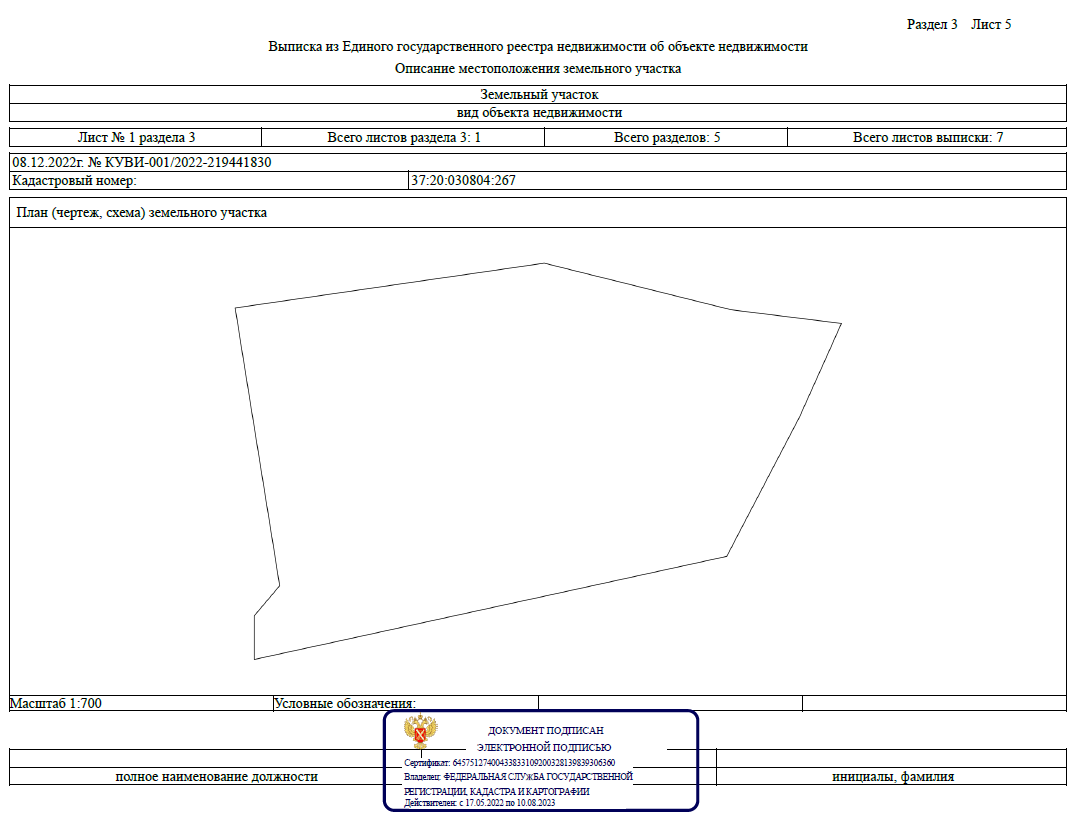 Раздел 3 Лист 5
Выписка из Единого государственного реестра недвижимости об объекте недвижимости
Описание местоположения земельного участка
Земельный участок
вид объекта недвижимости
Лист № 1 раздела 3 Всего листов раздела 3: 1 Всего разделов: 5 Всего листов выписки: 7
08.12.2022г. № КУВИ-001/2022-219441830
Кадастровый номер: 37:20:030804:267
План (чертеж, схема) земельного участка
Масштаб 1:700 Условные обозначения:
ДОКУМЕНТ ПОДПИСАН
ЭЛЕКТРОННОЙ ПОДПИСЬЮ
Сертификат: 64575127400433833109200328139839306360
Владелец: ФЕДЕРАЛЬНАЯ СЛУЖБА ГОСУДАРСТВЕННОЙ
РЕГИСТРАЦИИ, КАДАСТРА И КАРТОГРАФИИ
Действителен: с 17.05.2022 по 10.08.2023
полное наименование должности инициалы, фамилия